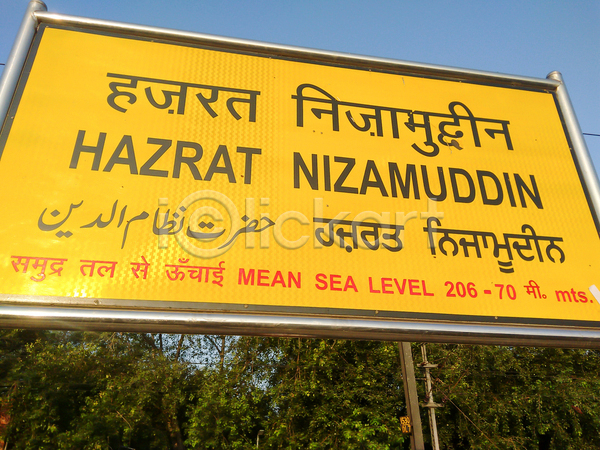 हज़रत निज़ामुद्दीन
HAZRAT NIZAMUDDIN
حضرت نظام الدین ਹਜ਼ਰਤ ਨਿਜ਼ਾਮੂਦੀਨ
समुद्र तल से ऊँचाई MEAN SEA LEVEL 206-70 मी॰ mts.